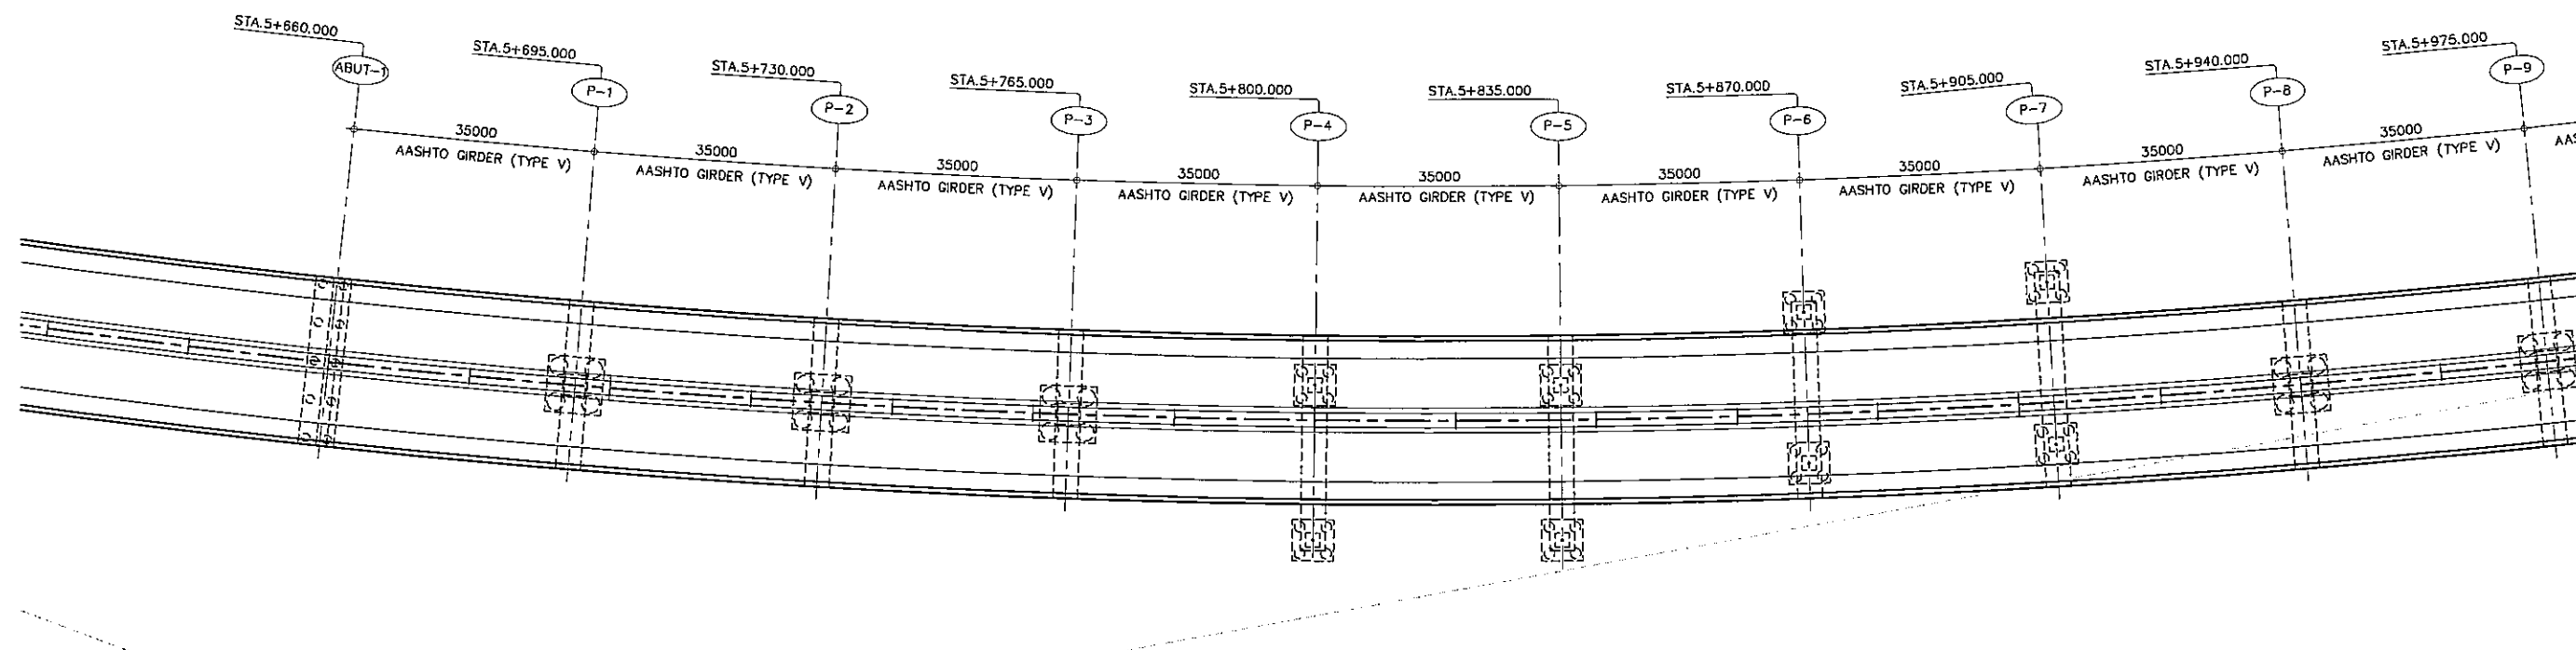 STA.5+660.000
ABUT-1
STA.5+695.000
P-1
STA.5+730.000
P-2
STA.5+765.000
P-3
STA.5+800.000
P-4
STA.5+835.000
P-5
STA.5+870.000
P-6
STA.5+905.000
P-7
STA.5+940.000
P-8
STA.5+975.000
P-9
35000
AASHTO GIRDER (TYPE V)
35000
AASHTO GIRDER (TYPE V)
35000
AASHTO GIRDER (TYPE V)
35000
AASHTO GIRDER (TYPE V)
35000
AASHTO GIRDER (TYPE V)
35000
AASHTO GIRDER (TYPE V)
35000
AASHTO GIRDER (TYPE V)
35000
AASHTO GIRDER (TYPE V)
35000
AASHTO GIRDER (TYPE V)
AAS